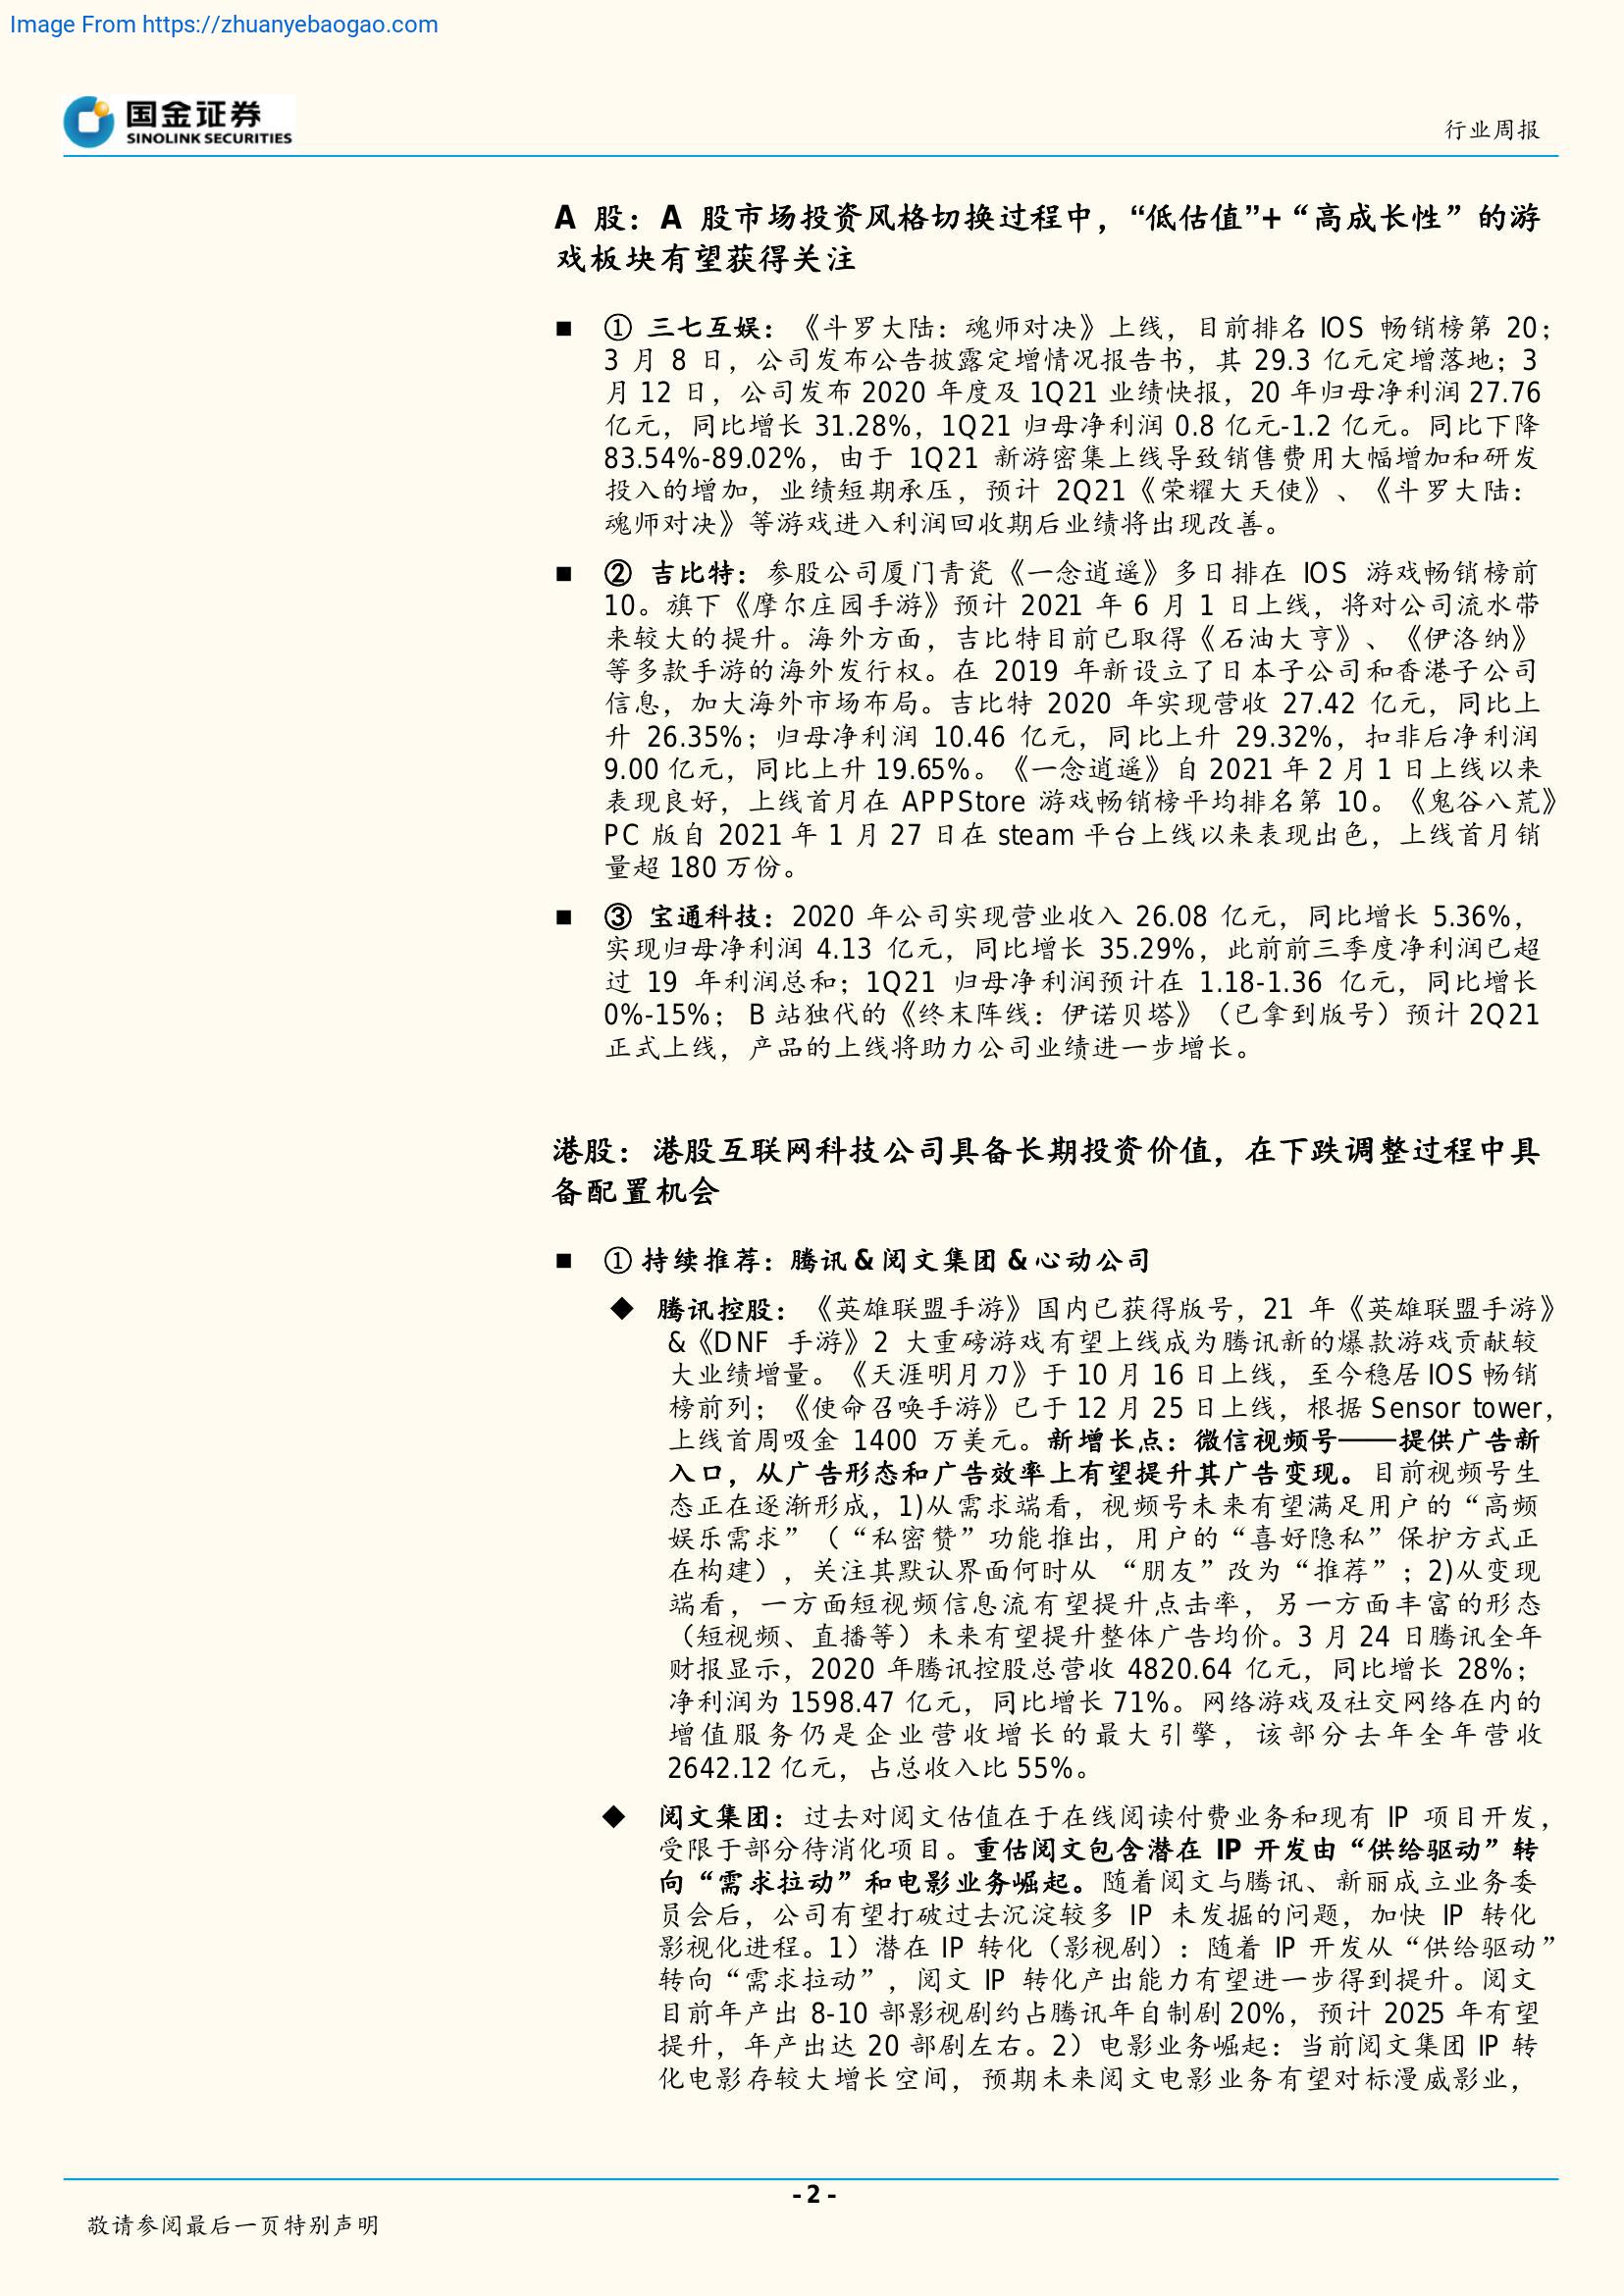 Image From https://zhuanyebaogao.com
国金证券
SINOLINK SECURITIES
行业周报
A 股：A 股市场投资风格切换过程中，“低估值”+“高成长性”的游
戏板块有望获得关注
■ ① 三七互娱：《斗罗大陆：魂师对决》上线，目前排名 IOS 畅销榜第 20；
3 月 8 日，公司发布公告披露定增情况报告书，其 29.3 亿元定增落地；3
月 12 日，公司发布 2020 年度及 1Q21 业绩快报，20 年归母净利润 27.76
亿元，同比增长 31.28%，1Q21 归母净利润 0.8 亿元-1.2 亿元。同比下降
83.54%-89.02%，由于 1Q21 新游密集上线导致销售费用大幅增加和研发
投入的增加，业绩短期承压，预计 2Q21《荣耀大天使》、《斗罗大陆：
魂师对决》等游戏进入利润回收期后业绩将出现改善。
■ ② 吉比特：参股公司厦门青瓷《一念逍遥》多日排在 IOS 游戏畅销榜前
10。旗下《摩尔庄园手游》预计 2021 年 6 月 1 日上线，将对公司流水带
来较大的提升。海外方面，吉比特目前已取得《石油大亨》、《伊洛纳》
等多款手游的海外发行权。在 2019 年新设立了日本子公司和香港子公司
信息，加大海外市场布局。吉比特 2020 年实现营收 27.42 亿元，同比上
升 26.35%；归母净利润 10.46 亿元，同比上升 29.32%，扣非后净利润
9.00 亿元，同比上升 19.65%。《一念逍遥》自 2021 年 2 月 1 日上线以来
表现良好，上线首月在 APPStore 游戏畅销榜平均排名第 10。《鬼谷八荒》
PC 版自 2021 年 1 月 27 日在 steam 平台上线以来表现出色，上线首月销
量超 180 万份。
■ ③ 宝通科技：2020 年公司实现营业收入 26.08 亿元，同比增长 5.36%，
实现归母净利润 4.13 亿元，同比增长 35.29%，此前前三季度净利润已超
过 19 年利润总和；1Q21 归母净利润预计在 1.18-1.36 亿元，同比增长
0%-15%； B 站独代的《终末阵线：伊诺贝塔》（已拿到版号）预计 2Q21
正式上线，产品的上线将助力公司业绩进一步增长。
港股：港股互联网科技公司具备长期投资价值，在下跌调整过程中具
备配置机会
■ ① 持续推荐：腾讯 & 阅文集团 & 心动公司
◆ 腾讯控股：《英雄联盟手游》国内已获得版号，21 年《英雄联盟手游》
&《DNF 手游》2 大重磅游戏有望上线成为腾讯新的爆款游戏贡献较
大业绩增量。《天涯明月刀》于 10 月 16 日上线，至今稳居 IOS 畅销
榜前列；《使命召唤手游》已于 12 月 25 日上线，根据 Sensor tower，
上线首周吸金 1400 万美元。新增长点：微信视频号——提供广告新
入口，从广告形态和广告效率上有望提升其广告变现。目前视频号生
态正在逐渐形成，1)从需求端看，视频号未来有望满足用户的“高频
娱乐需求”（“私密赞”功能推出，用户的“喜好隐私”保护方式正
在构建），关注其默认界面何时从 “朋友”改为“推荐”；2)从变现
端看，一方面短视频信息流有望提升点击率，另一方面丰富的形态
（短视频、直播等）未来有望提升整体广告均价。3 月 24 日腾讯全年
财报显示，2020 年腾讯控股总营收 4820.64 亿元，同比增长 28%；
净利润为 1598.47 亿元，同比增长 71%。网络游戏及社交网络在内的
增值服务仍是企业营收增长的最大引擎，该部分去年全年营收
2642.12 亿元，占总收入比 55%。
◆ 阅文集团：过去对阅文估值在于在线阅读付费业务和现有 IP 项目开发，
受限于部分待消化项目。重估阅文包含潜在 IP 开发由“供给驱动”转
向“需求拉动”和电影业务崛起。随着阅文与腾讯、新丽成立业务委
员会后，公司有望打破过去沉淀较多 IP 未发掘的问题，加快 IP 转化
影视化进程。1）潜在 IP 转化（影视剧）：随着 IP 开发从“供给驱动”
转向“需求拉动”，阅文 IP 转化产出能力有望进一步得到提升。阅文
目前年产出 8-10 部影视剧约占腾讯年自制剧 20%，预计 2025 年有望
提升，年产出达 20 部剧左右。2）电影业务崛起：当前阅文集团 IP 转
化电影存较大增长空间，预期未来阅文电影业务有望对标漫威影业，
- 2 -
敬请参阅最后一页特别声明